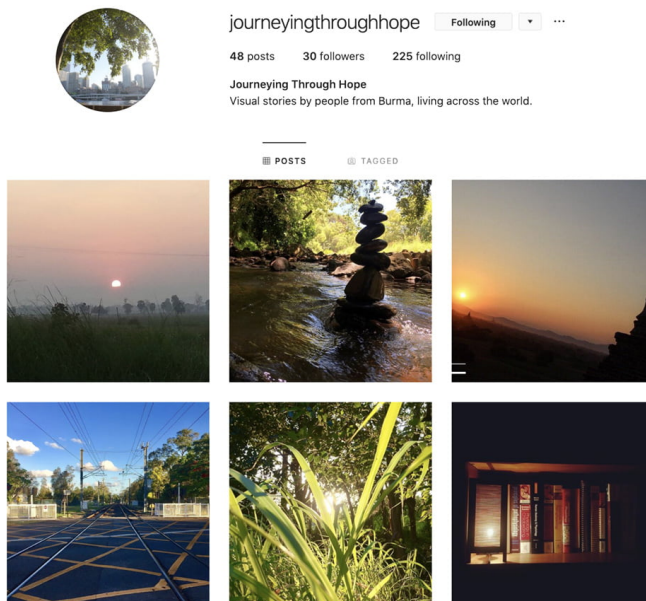 journeyingthroughhope Following
48 posts 30 followers 225 following
Journeying Through Hope
Visual stories by people from Burma, living across the world.
POSTS TAGGED